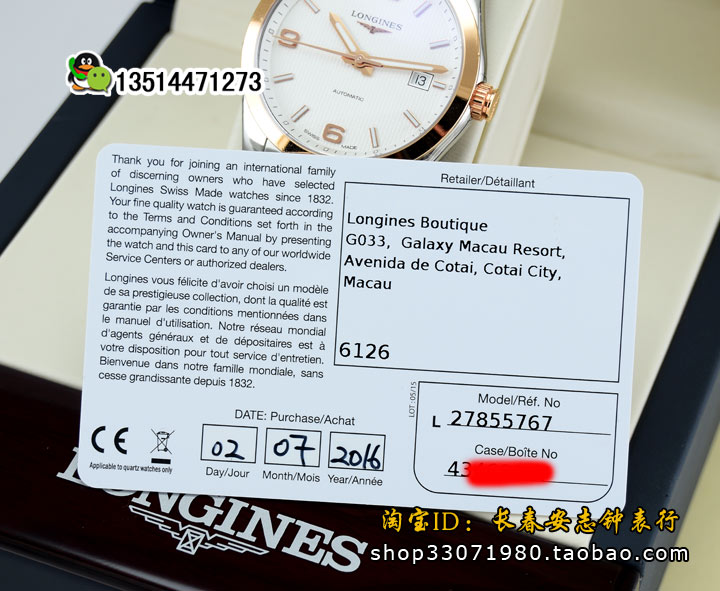 LONGINES
13
AUTOMATIC
SWISS MADE
6
13514471273
Thank you for joining an international family
of discerning owners who have selected
Longines Swiss Made watches since 1832.
Your fine quality watch is guaranteed according
to the Terms and Conditions set forth in the
accompanying Owner's Manual by presenting
the watch and this card to any of our worldwide
Service Centers or authorized dealers.
Longines vous félicite d'avoir choisi un modèle
de sa prestigieuse collection, dont la qualité est
garantie par les conditions mentionnées dans
le manuel d'utilisation. Notre réseau mondial
d'agents généraux et de dépositaires est à
votre disposition pour tout service d'entretien.
Bienvenue dans notre famille mondiale, sans
cesse grandissante depuis 1832.
Retailer/Détaillant
Longines Boutique
G033, Galaxy Macau Resort,
Avenida de Cotai, Cotai City,
Macau
6126
LOT : 05/15
Model/Réf. No
L 27855767
Case/Boîte No
43
DATE: Purchase/Achat
02 07 2016
Day/Jour Month/Mois Year/Année
CE
Applicable to quartz watches only
LONGINES
淘宝ID：长春安志钟表行
shop33071980.taobao.com